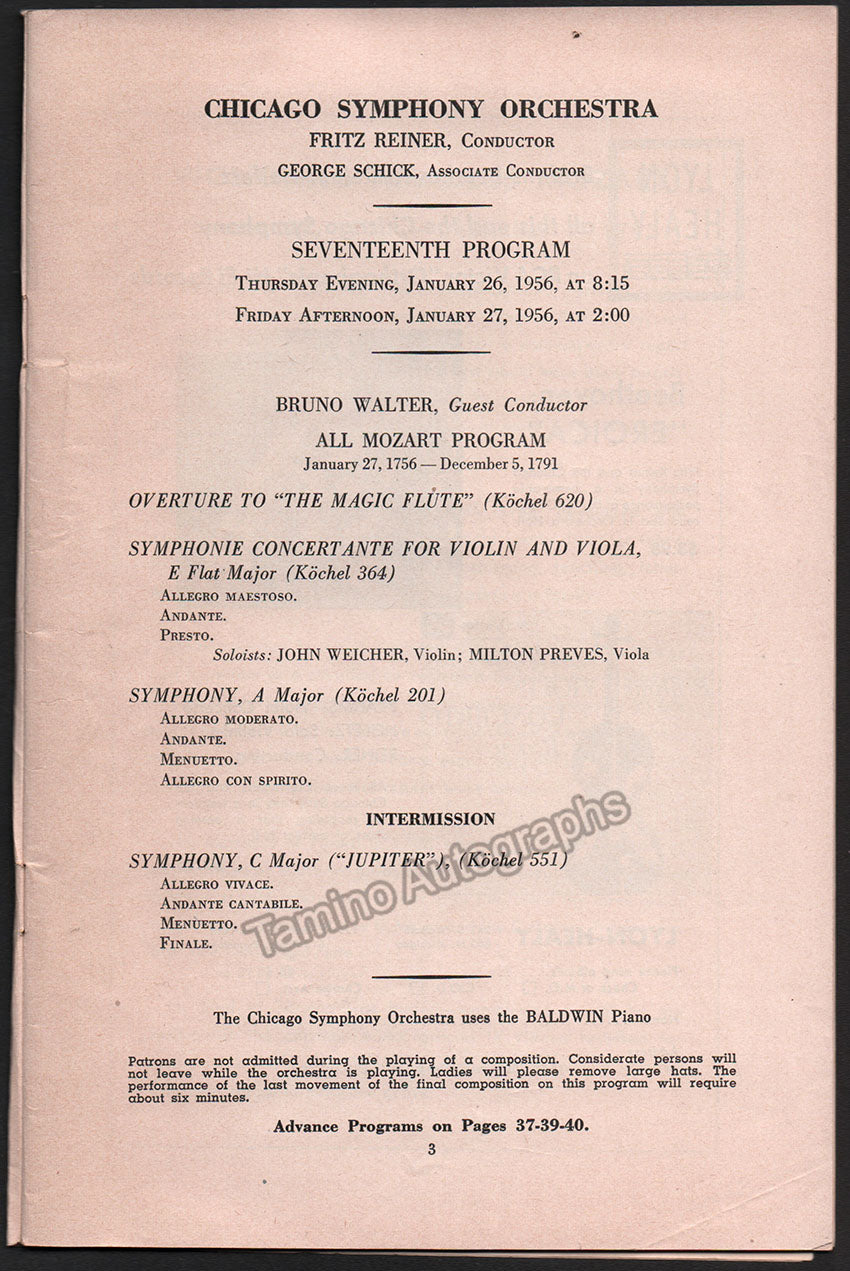 CHICAGO SYMPHONY ORCHESTRA
FRITZ REINER, CONDUCTOR
GEORGE SCHICK, ASSOCIATE CONDUCTOR
SEVENTEENTH PROGRAM
THURSDAY EVENING, JANUARY 26, 1956, AT 8:15
FRIDAY AFTERNOON, JANUARY 27, 1956, AT 2:00
BRUNO WALTER, Guest Conductor
ALL MOZART PROGRAM
January 27, 1756 — December 5, 1791
OVERTURE TO “THE MAGIC FLUTE” (Köchel 620)
SYMPHONIE CONCERTANTE FOR VIOLIN AND VIOLA,
E Flat Major (Köchel 364)
ALLEGRO MAESTOSO.
ANDANTE.
PRESTO.
Soloists: JOHN WEICHER, Violin; MILTON PREVES, Viola
SYMPHONY, A Major (Köchel 201)
ALLEGRO MODERATO.
ANDANTE.
MENUETTO.
ALLEGRO CON SPIRITO.
INTERMISSION
SYMPHONY, C Major (“JUPITER”), (Köchel 551)
ALLEGRO VIVACE.
ANDANTE CANTABILE.
MENUETTO.
FINALE.
Tamino Autographs
The Chicago Symphony Orchestra uses the BALDWIN Piano
Patrons are not admitted during the playing of a composition. Considerate persons will
not leave while the orchestra is playing. Ladies will please remove large hats. The
performance of the last movement of the final composition on this program will require
about six minutes.
Advance Programs on Pages 37-39-40.
3